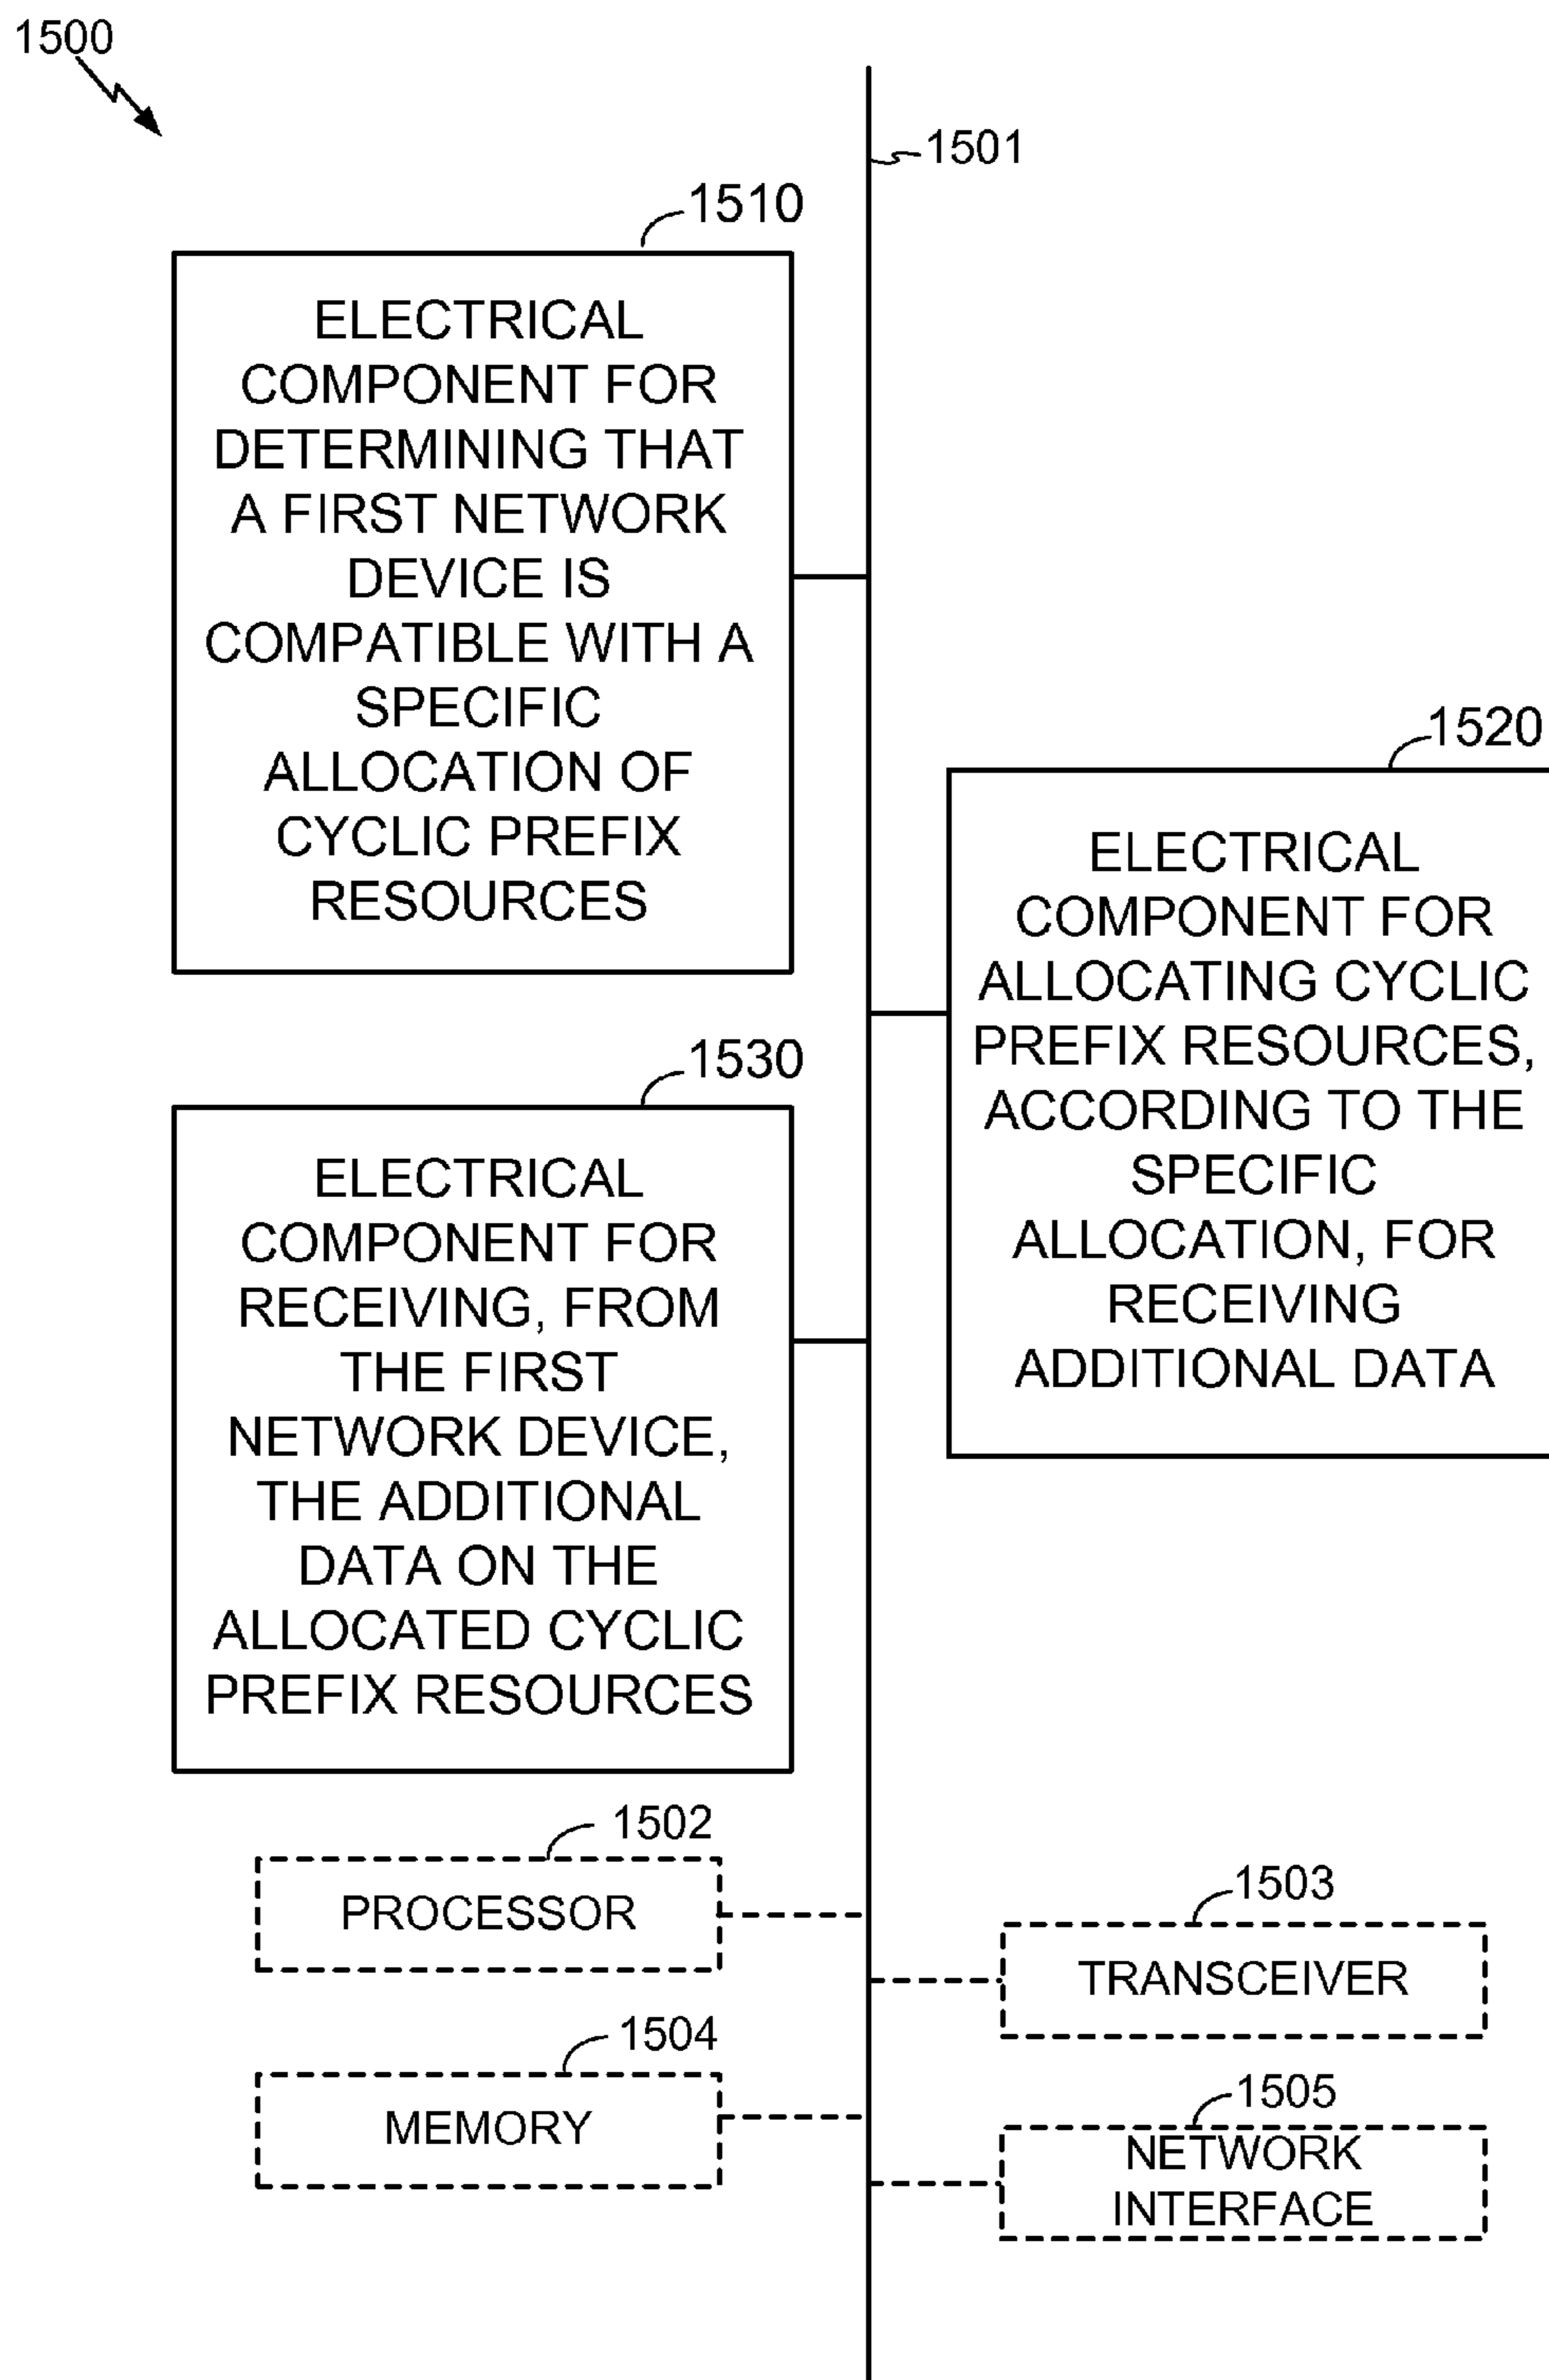 1500
1501
1510
ELECTRICAL
COMPONENT FOR
DETERMINING THAT
A FIRST NETWORK
DEVICE IS
COMPATIBLE WITH A
SPECIFIC
ALLOCATION OF
CYCLIC PREFIX
RESOURCES
1520
ELECTRICAL
COMPONENT FOR
ALLOCATING CYCLIC
PREFIX RESOURCES,
ACCORDING TO THE
SPECIFIC
ALLOCATION, FOR
RECEIVING
ADDITIONAL DATA
1530
ELECTRICAL
COMPONENT FOR
RECEIVING, FROM
THE FIRST
NETWORK DEVICE,
THE ADDITIONAL
DATA ON THE
ALLOCATED CYCLIC
PREFIX RESOURCES
1502
PROCESSOR
1503
TRANSCEIVER
1504
MEMORY
1505
NETWORK
INTERFACE